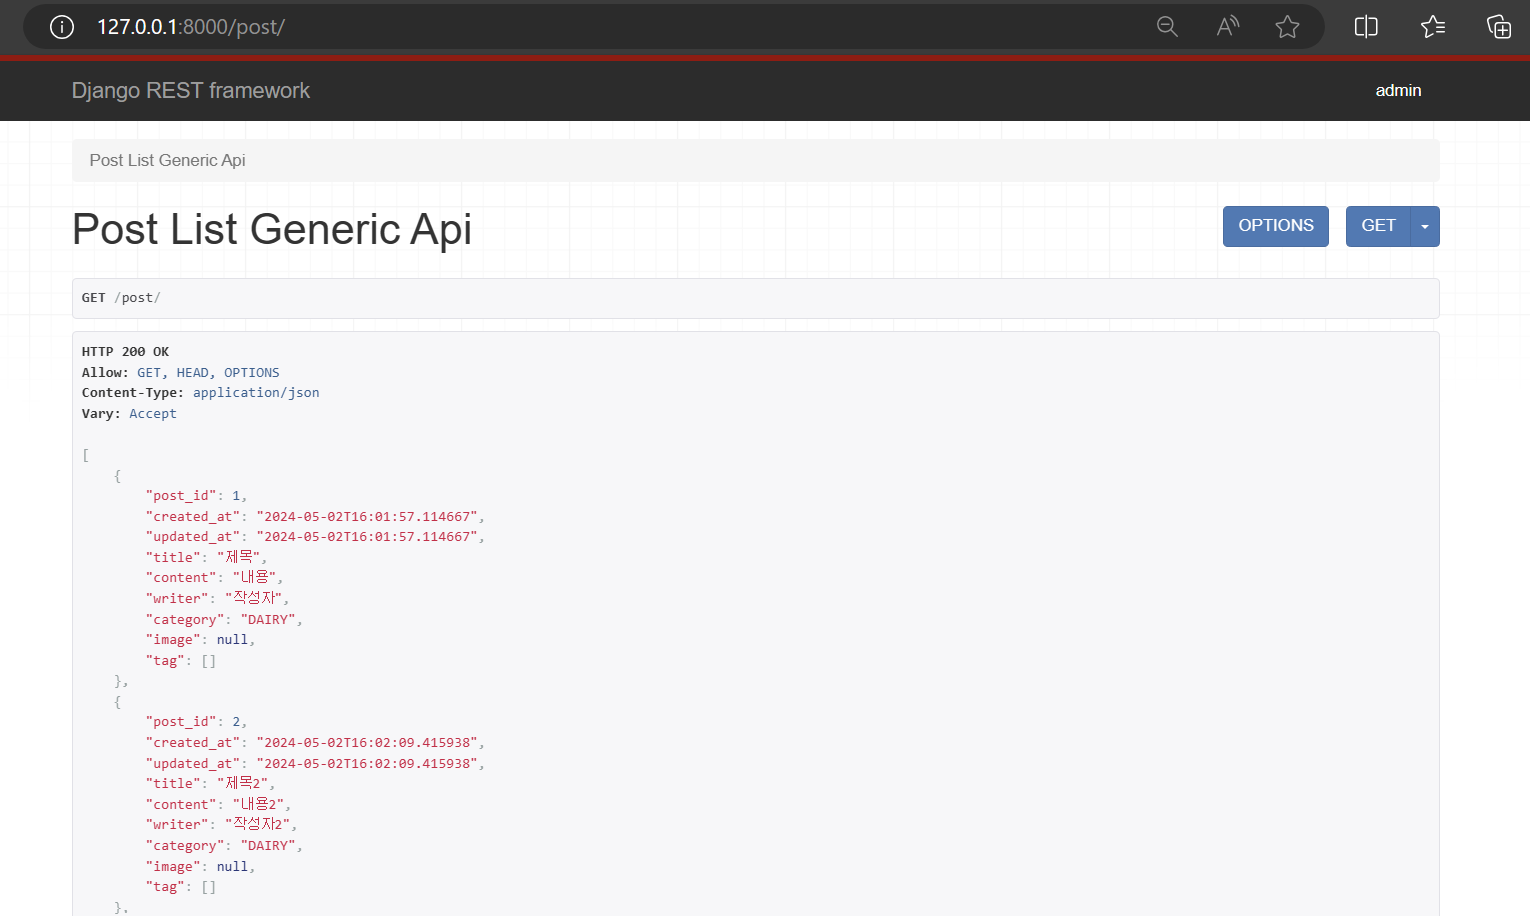 127.0.0.1:8000/post/
Django REST framework
admin
Post List Generic Api
Post List Generic Api
OPTIONS
GET
GET /post/
HTTP 200 OK
Allow: GET, HEAD, OPTIONS
Content-Type: application/json
Vary: Accept
[
{
"post_id": 1,
"created_at": "2024-05-02T16:01:57.114667",
"updated_at": "2024-05-02T16:01:57.114667",
"title": "제목",
"content": "내용",
"writer": "작성자",
"category": "DAIRY",
"image": null,
"tag": []
},
{
"post_id": 2,
"created_at": "2024-05-02T16:02:09.415938",
"updated_at": "2024-05-02T16:02:09.415938",
"title": "제목2",
"content": "내용2",
"writer": "작성자2",
"category": "DAIRY",
"image": null,
"tag": []
},